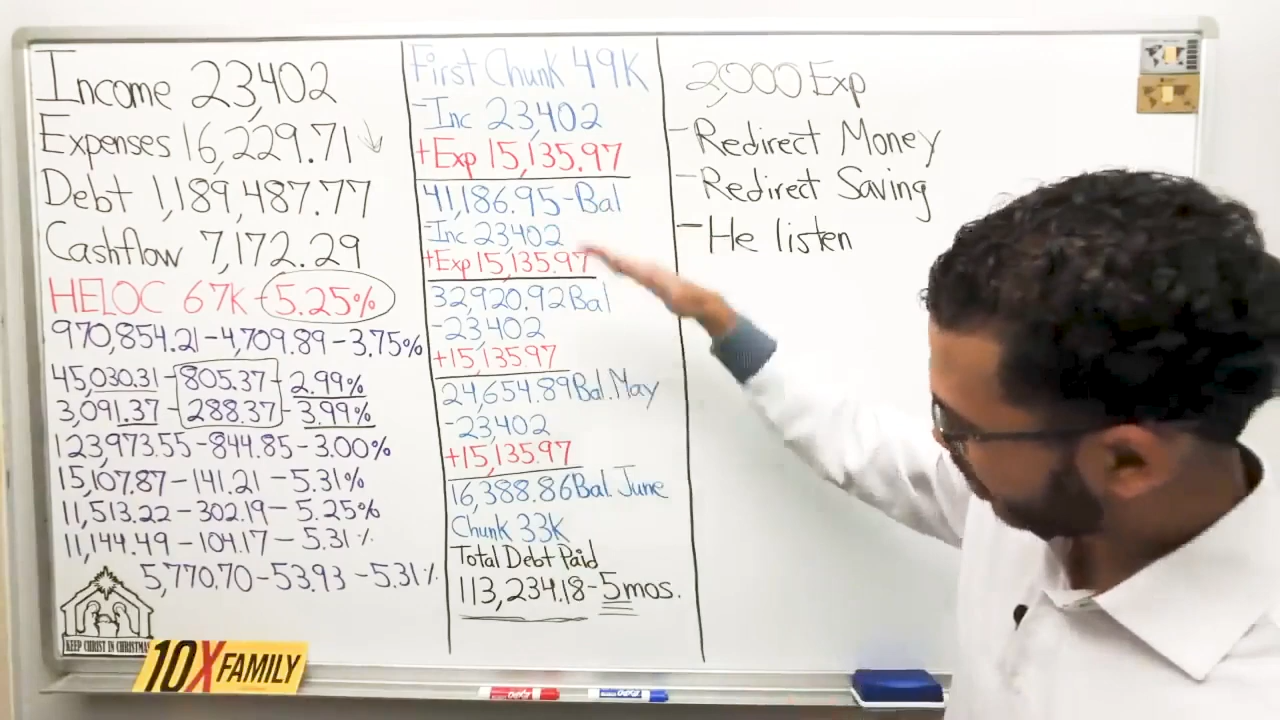 Income 23,402
Expenses 16,229.71 ↓
Debt 1,189,487.77
Cashflow 7,172.29
HELOC 67K - 5.25%
970,854.21 - 4,709.89 - 3.75%
45,030.31 - 805.37 - 2.99%
3,091.37 - 288.37 - 3.99%
123,973.55 - 844.85 - 3.00%
15,107.87 - 141.21 - 5.31%
11,513.22 - 302.19 - 5.25%
11,144.49 - 104.17 - 5.31%
5,770.70 - 53.93 - 5.31%
KEEP CHRIST IN CHRISTMAS
10X FAMILY
First Chunk 49K
-Inc 23,402
+Exp 15,135.97
41,186.95 - Bal
-Inc 23,402
+Exp 15,135.97
32,920.92 Bal
-23,402
+15,135.97
24,654.89 Bal. May
-23,402
+15,135.97
16,388.86 Bal. June
Chunk 33K
Total Debt Paid
113,234.18 - 5 mos.
2,000 Exp
- Redirect Money
- Redirect Saving
- He listen
EXPO
EXPO